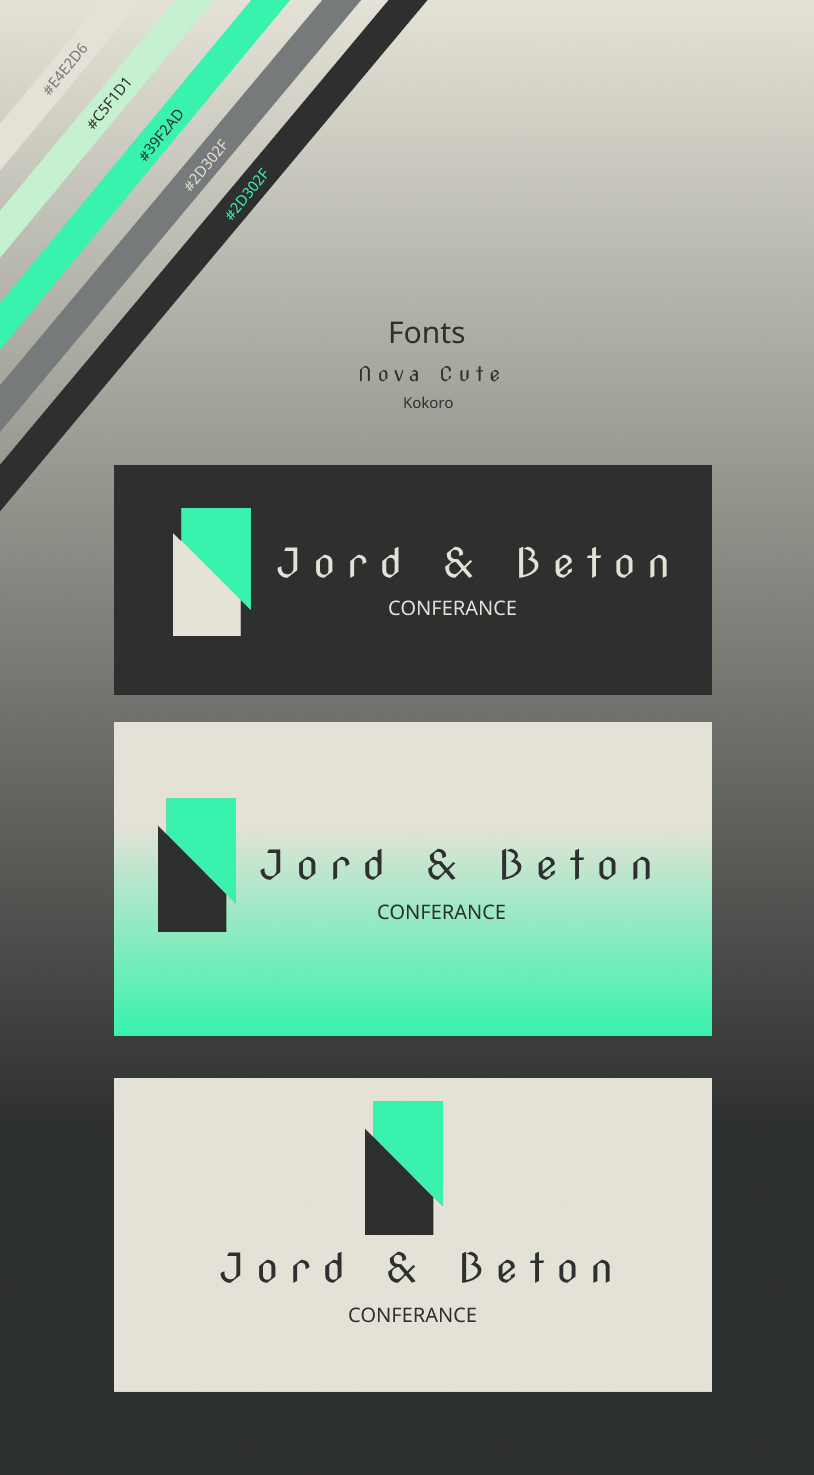 #E4E2D6
#C5F1D1
#39F2AD
#2D302F
#2D302F
Fonts
Nova Cute
Kokoro
Jord & Beton
CONFERANCE
Jord & Beton
CONFERANCE
Jord & Beton
CONFERANCE